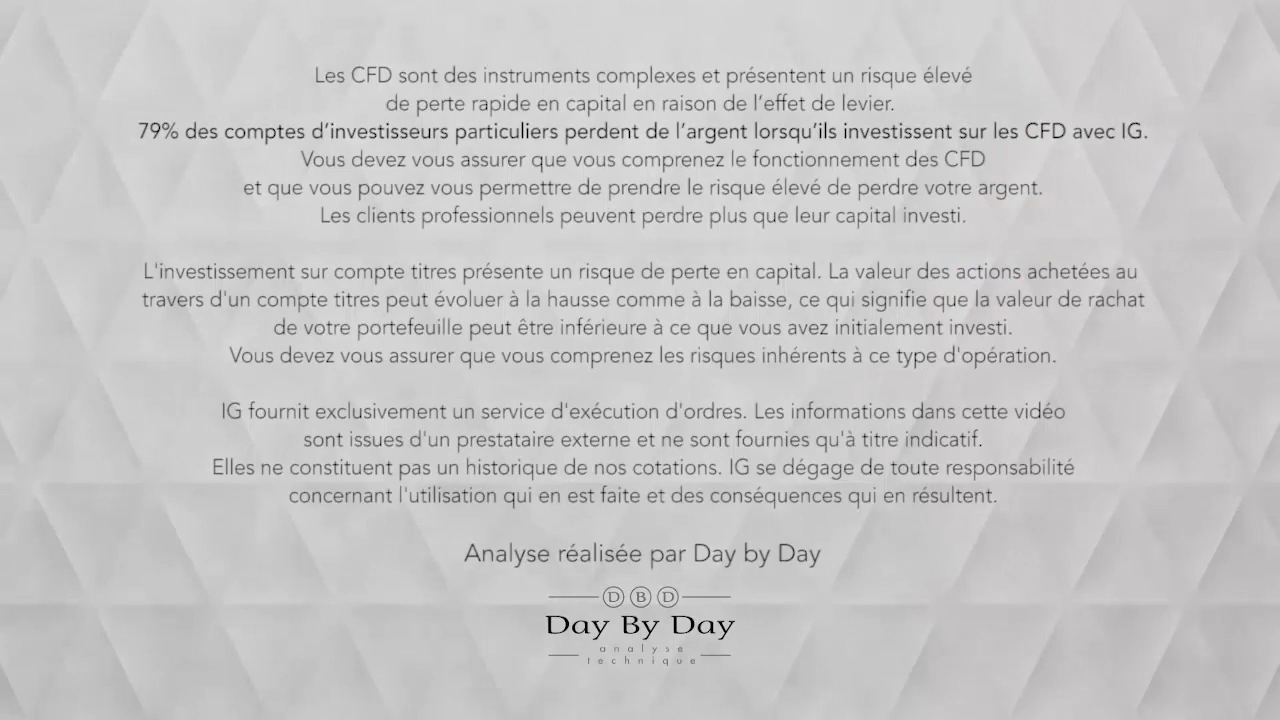 Les CFD sont des instruments complexes et présentent un risque élevé
de perte rapide en capital en raison de l’effet de levier.
79% des comptes d’investisseurs particuliers perdent de l’argent lorsqu’ils investissent sur les CFD avec IG.
Vous devez vous assurer que vous comprenez le fonctionnement des CFD
et que vous pouvez vous permettre de prendre le risque élevé de perdre votre argent.
Les clients professionnels peuvent perdre plus que leur capital investi.
L'investissement sur compte titres présente un risque de perte en capital. La valeur des actions achetées au
travers d'un compte titres peut évoluer à la hausse comme à la baisse, ce qui signifie que la valeur de rachat
de votre portefeuille peut être inférieure à ce que vous avez initialement investi.
Vous devez vous assurer que vous comprenez les risques inhérents à ce type d'opération.
IG fournit exclusivement un service d'exécution d'ordres. Les informations dans cette vidéo
sont issues d'un prestataire externe et ne sont fournies qu'à titre indicatif.
Elles ne constituent pas un historique de nos cotations. IG se dégage de toute responsabilité
concernant l'utilisation qui en est faite et des conséquences qui en résultent.
Analyse réalisée par Day by Day
D B D
Day By Day
analyse
technique